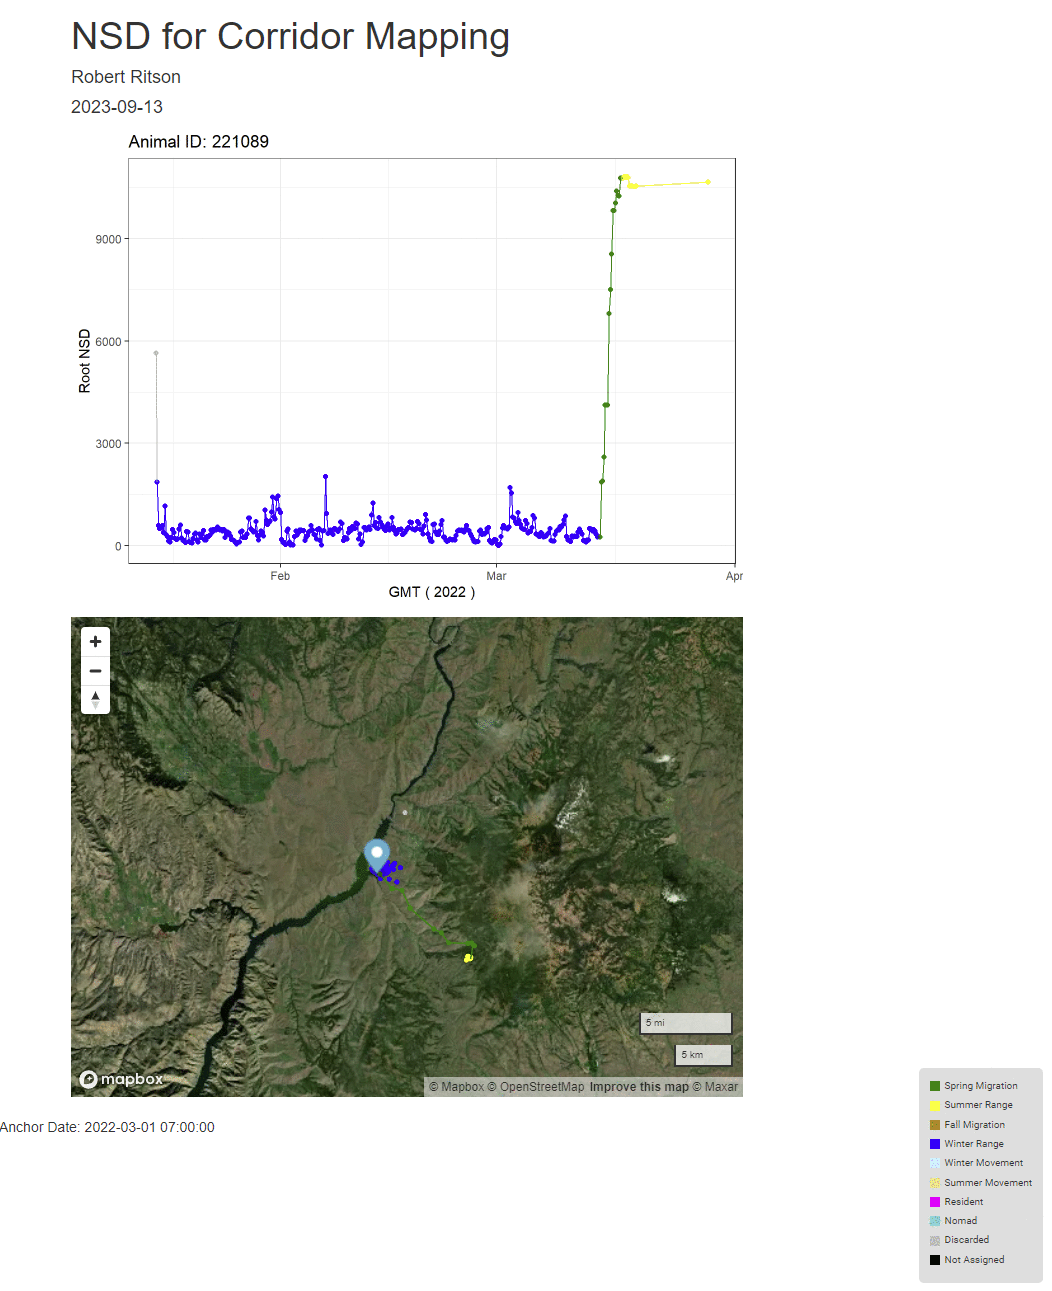 NSD for Corridor Mapping
Robert Ritson
2023-09-13
Animal ID: 221089
Root NSD
9000
6000
3000
0
Feb
Mar
Apr
GMT ( 2022 )
5 mi
5 km
mapbox
© Mapbox © OpenStreetMap Improve this map © Maxar
Anchor Date: 2022-03-01 07:00:00
Spring Migration
Summer Range
Fall Migration
Winter Range
Winter Movement
Summer Movement
Resident
Nomad
Discarded
Not Assigned